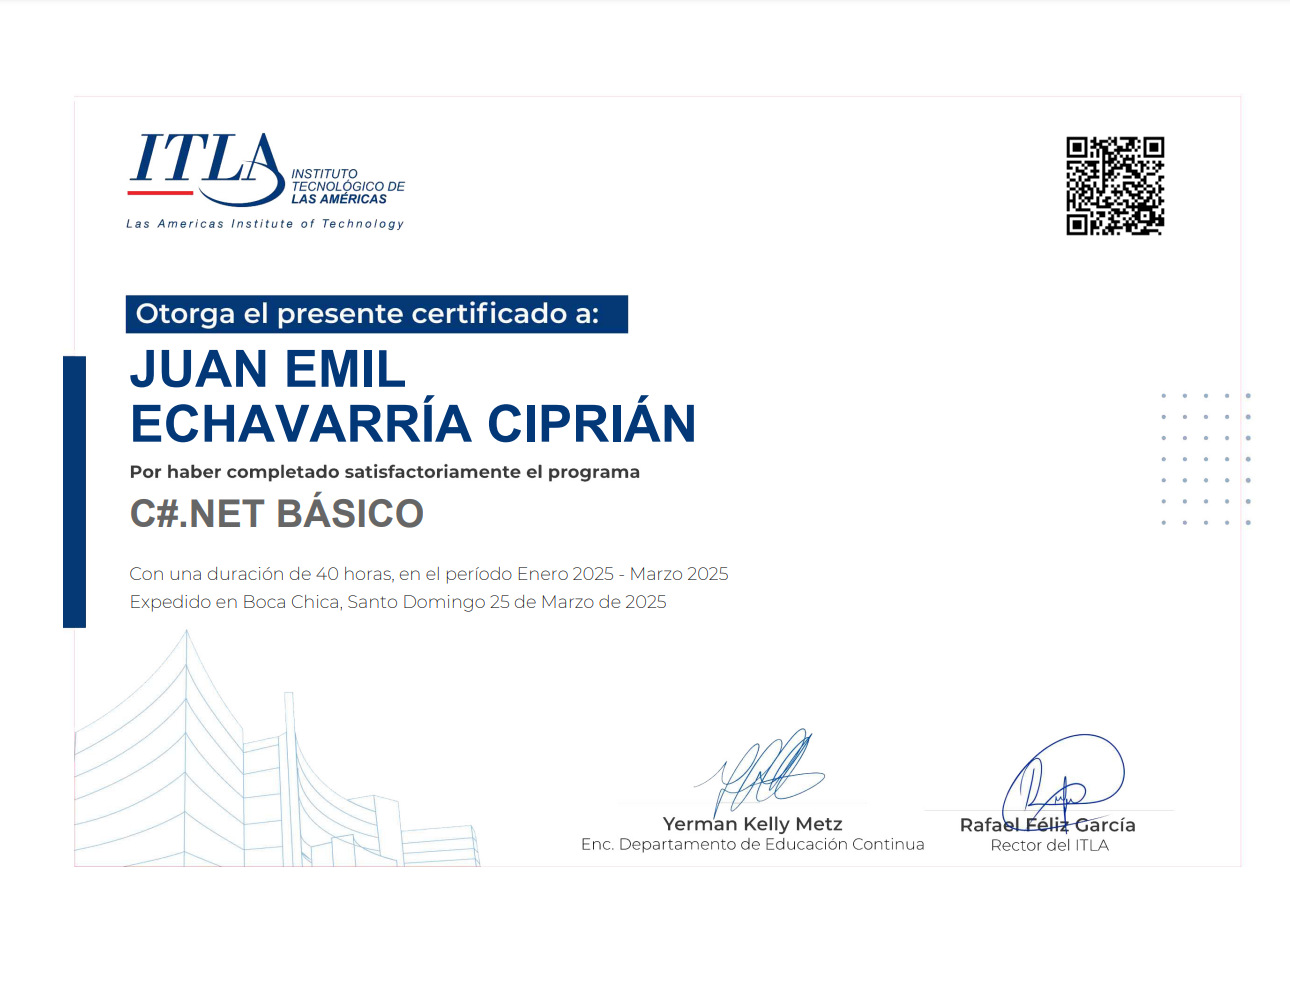 ITLA
INSTITUTO
TECNOLÓGICO DE
LAS AMÉRICAS
Las Americas Institute of Technology
Otorga el presente certificado a:
JUAN EMIL
ECHAVARRÍA CIPRIÁN
Por haber completado satisfactoriamente el programa
C#.NET BÁSICO
Con una duración de 40 horas, en el período Enero 2025 - Marzo 2025
Expedido en Boca Chica, Santo Domingo 25 de Marzo de 2025
Yerman Kelly Metz
Enc. Departamento de Educación Continua
Rafael Féliz García
Rector del ITLA